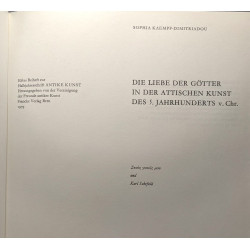 SOPHIA KAEMPF-DIMITRIADOU
DIE LIEBE DER GÖTTER
IN DER ATTISCHEN KUNST
DES 5. JAHRHUNDERTS v. Chr.
Beiheft zur
Halbjahresschrift ANTIKE KUNST
Herausgegeben von der Vereinigung
der Freunde antiker Kunst
Francke Verlag Bern
1979
und
Karl Schefold